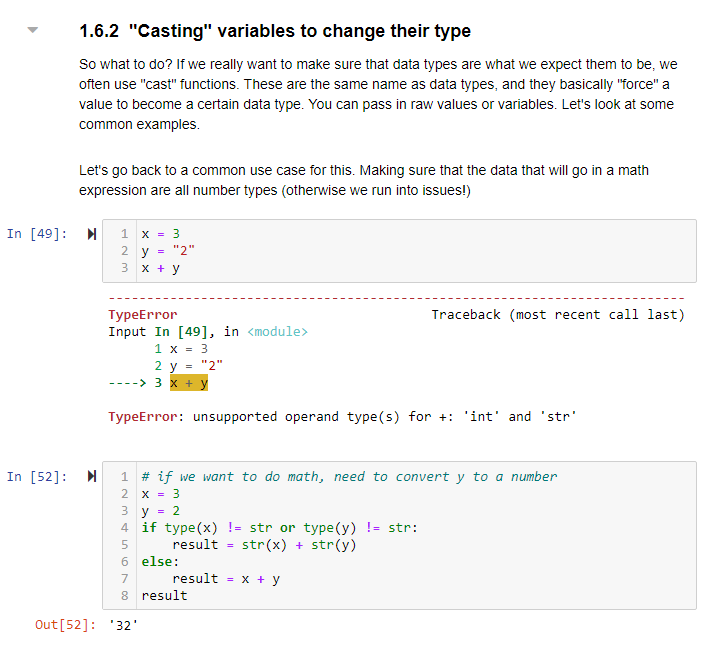 1.6.2 "Casting" variables to change their type
So what to do? If we really want to make sure that data types are what we expect them to be, we
often use "cast" functions. These are the same name as data types, and they basically "force" a
value to become a certain data type. You can pass in raw values or variables. Let's look at some
common examples.
Let's go back to a common use case for this. Making sure that the data that will go in a math
expression are all number types (otherwise we run into issues!)
In [49]:
1 x = 3
2 y = "2"
3 x + y
---------------------------------------------------------------------------
TypeError                                 Traceback (most recent call last)
Input In [49], in <module>
      1 x = 3
      2 y = "2"
----> 3 x + y
TypeError: unsupported operand type(s) for +: 'int' and 'str'
In [52]:
1 # if we want to do math, need to convert y to a number
2 x = 3
3 y = 2
4 if type(x) != str or type(y) != str:
5     result = str(x) + str(y)
6 else:
7     result = x + y
8 result
Out[52]: '32'